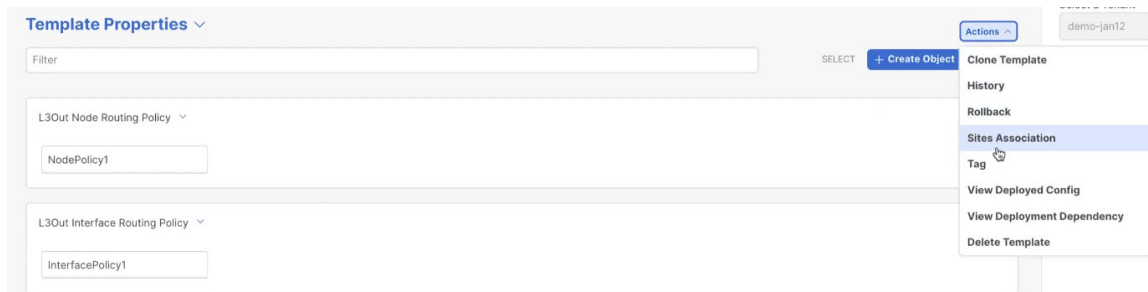 Template Properties
Actions
demo-jan12
Filter
SELECT
+ Create Object
Clone Template
History
Rollback
Sites Association
Tag
View Deployed Config
View Deployment Dependency
Delete Template
L3Out Node Routing Policy
NodePolicy1
L3Out Interface Routing Policy
InterfacePolicy1